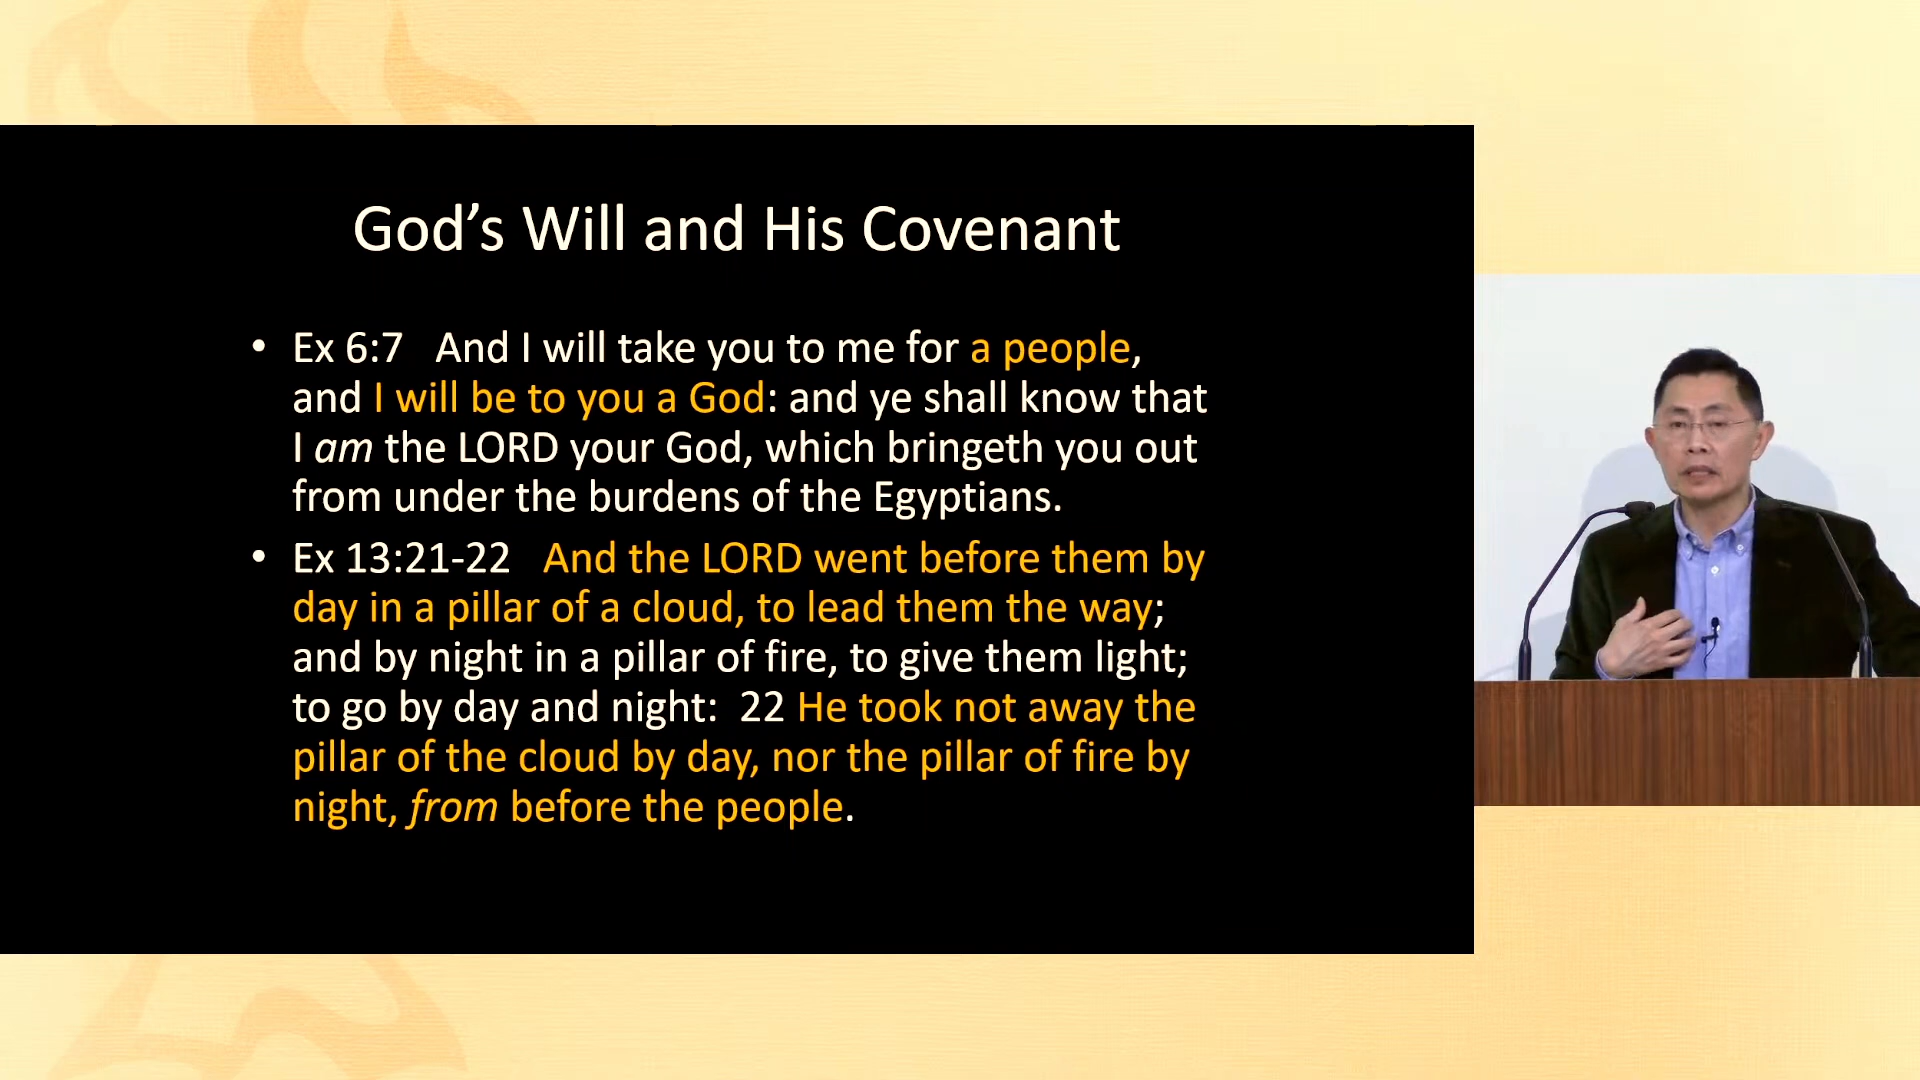 God’s Will and His Covenant
• Ex 6:7 And I will take you to me for a people,
and I will be to you a God: and ye shall know that
I am the LORD your God, which bringeth you out
from under the burdens of the Egyptians.
• Ex 13:21-22 And the LORD went before them by
day in a pillar of a cloud, to lead them the way;
and by night in a pillar of fire, to give them light;
to go by day and night: 22 He took not away the
pillar of the cloud by day, nor the pillar of fire by
night, from before the people.